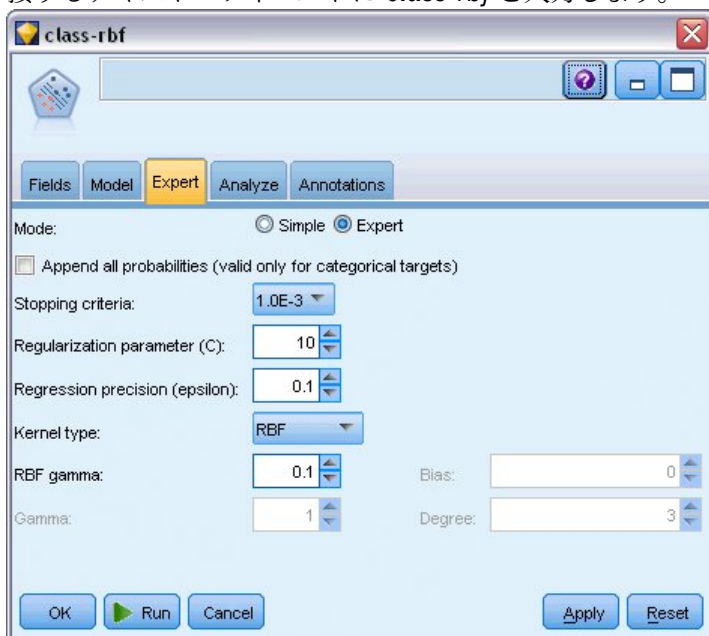 class-rbf
Fields Model Expert Analyze Annotations
Mode: Simple Expert
Append all probabilities (valid only for categorical targets)
Stopping criteria: 1.0E-3
Regularization parameter (C): 10
Regression precision (epsilon): 0.1
Kernel type: RBF
RBF gamma: 0.1 Bias: 0
Gamma: 1 Degree: 3
OK Run Cancel Apply Reset